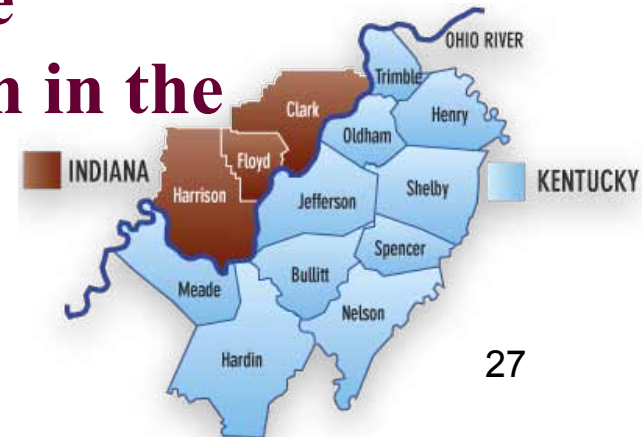 e
OHIO RIVER
n in the
Trimble
Clark
Henry
Oldham
Floyd
INDIANA
Harrison
Jefferson
Shelby
KENTUCKY
Spencer
Bullitt
Meade
Nelson
Hardin
27